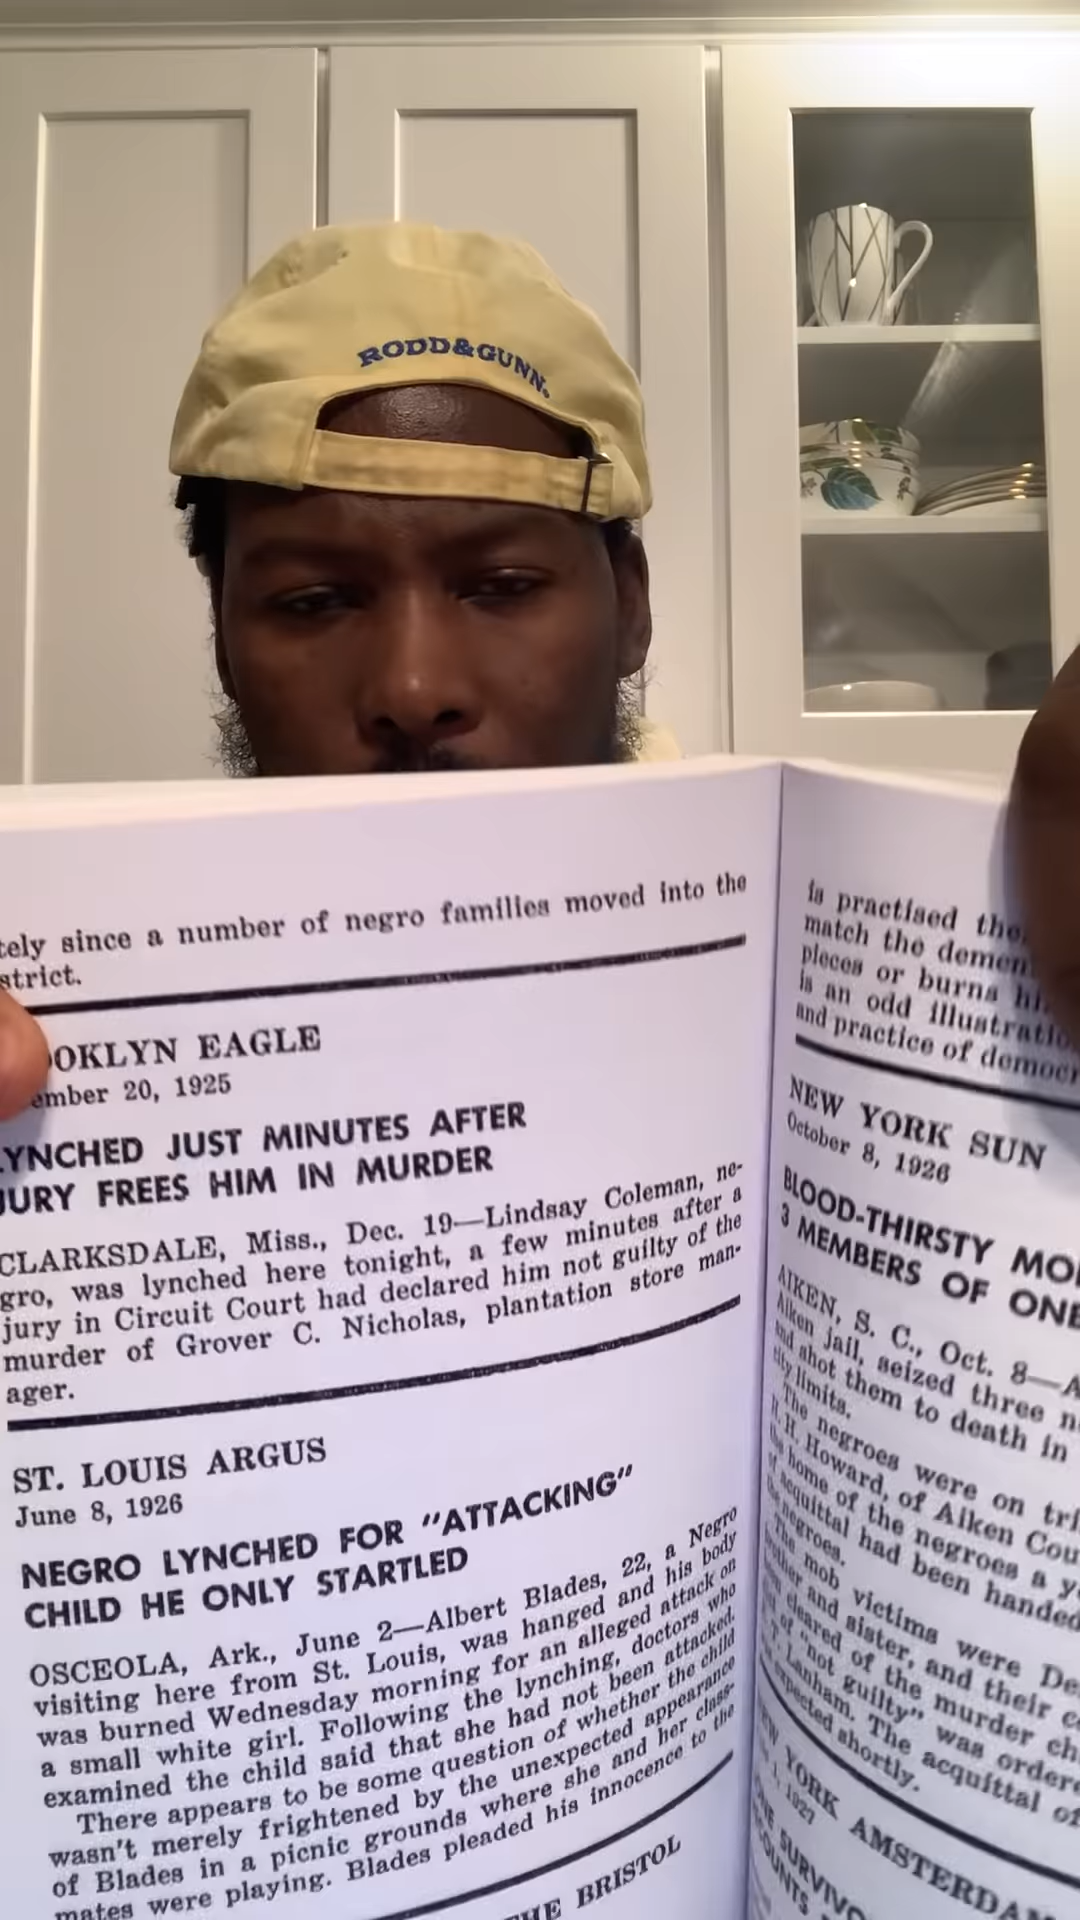 RODD&GUNN.
tely since a number of negro families moved into the
strict.
OKLYN EAGLE
ember 20, 1925
LYNCHED JUST MINUTES AFTER
JURY FREES HIM IN MURDER
CLARKSDALE, Miss., Dec. 19—Lindsay Coleman, ne-
gro, was lynched here tonight, a few minutes after a
jury in Circuit Court had declared him not guilty of the
murder of Grover C. Nicholas, plantation store man-
ager.
ST. LOUIS ARGUS
June 8, 1926
NEGRO LYNCHED FOR "ATTACKING"
CHILD HE ONLY STARTLED
OSCEOLA, Ark., June 2—Albert Blades, 22, a Negro
visiting here from St. Louis, was hanged and his body
was burned Wednesday morning for an alleged attack on
a small white girl. Following the lynching, doctors who
examined the child said that she had not been attacked.
There appears to be some question of whether the child
wasn't merely frightened by the unexpected appearance
of Blades in a picnic grounds where she and her class-
mates were playing. Blades pleaded his innocence to the
THE BRISTOL
is practised the
match the demen
pieces or burns hi
is an odd illustratio
and practice of democr
NEW YORK SUN
October 8, 1926
BLOOD-THIRSTY MO
3 MEMBERS OF ONE
AIKEN, S. C., Oct. 8—A
Aiken jail, seized three n
and shot them to death in
city limits.
The negroes were on tri
H. H. Howard, of Aiken Cou
the home of the negroes a y
of acquittal had been handed
the negroes.
The mob victims were De
brother and sister, and their c
cleared of the murder ch
of "not guilty" was ordere
T. Lanham. The acquittal of
expected shortly.
YORK AMSTERDAM
1, 1927
SURVIVO
COUNTS